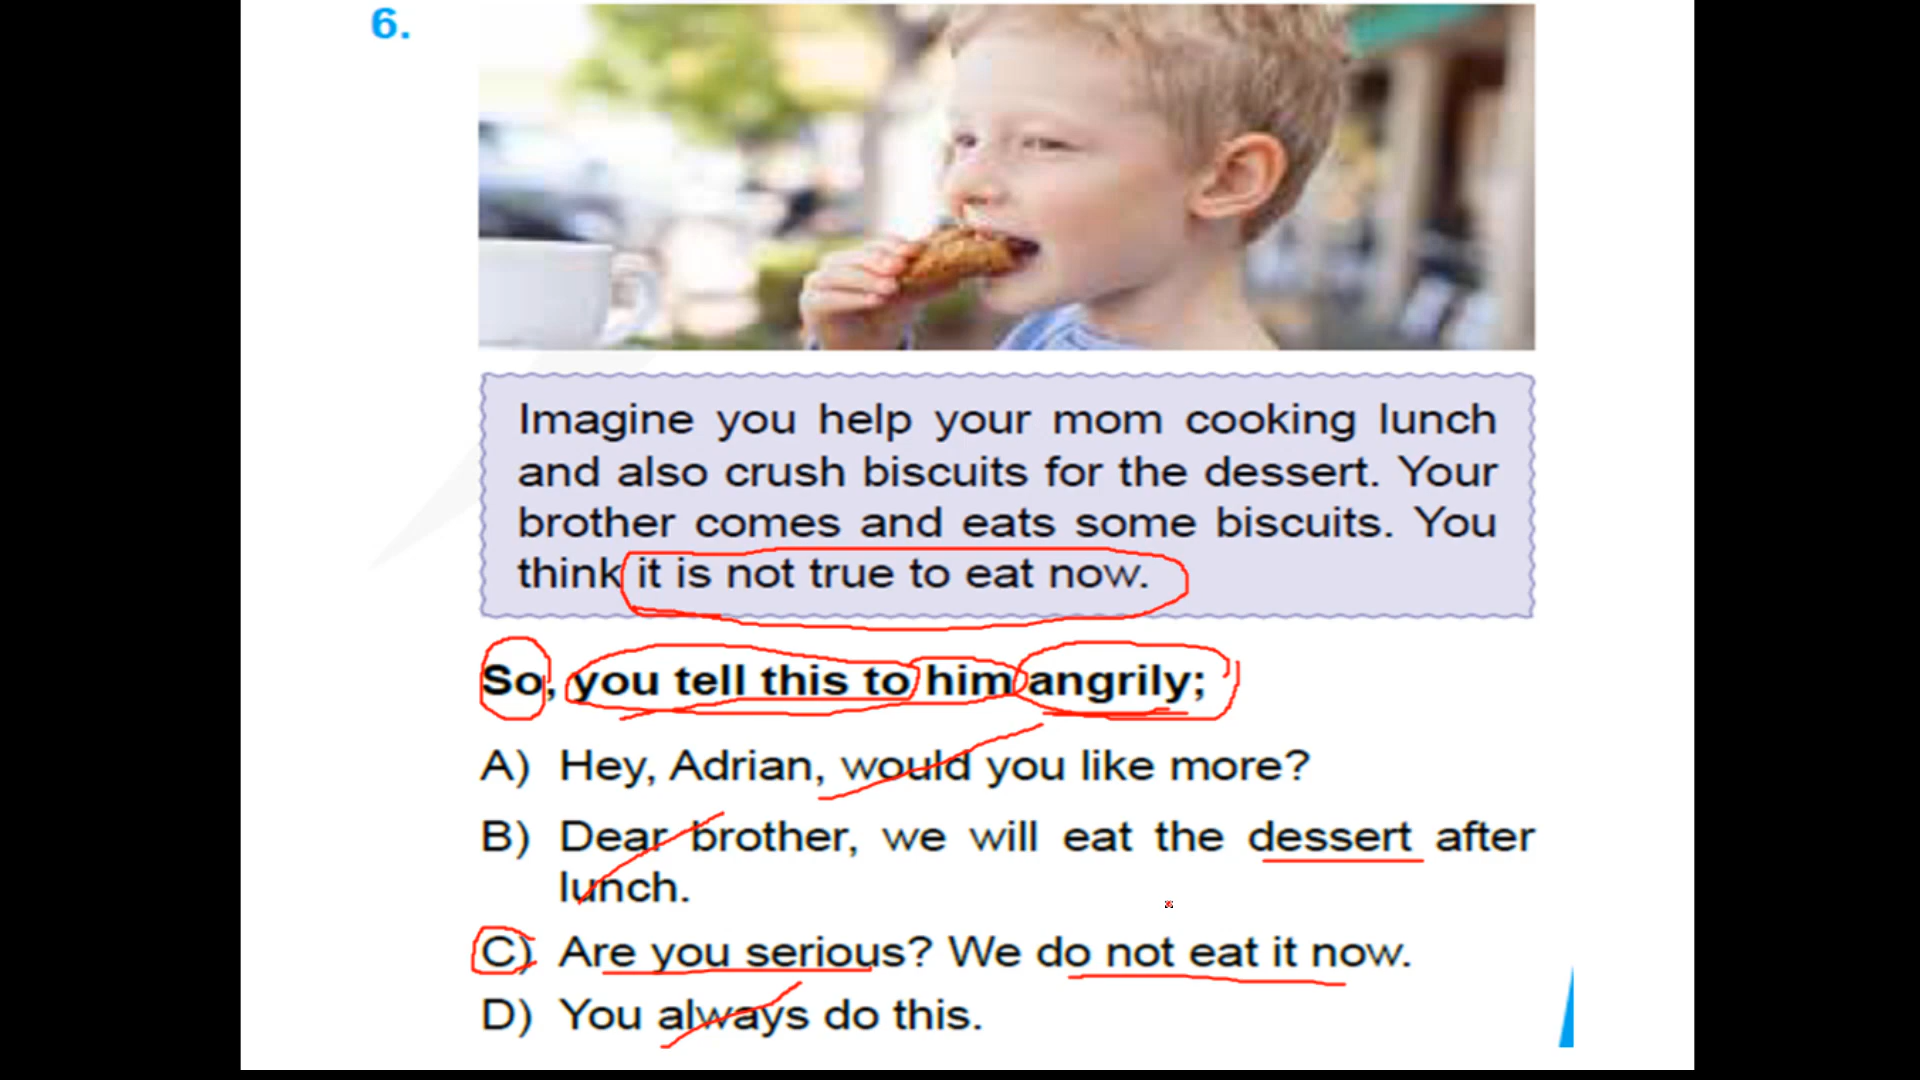 6.
Imagine you help your mom cooking lunch
and also crush biscuits for the dessert. Your
brother comes and eats some biscuits. You
think it is not true to eat now.
So, you tell this to him angrily;
A) Hey, Adrian, would you like more?
B) Dear brother, we will eat the dessert after
lunch.
C) Are you serious? We do not eat it now.
D) You always do this.